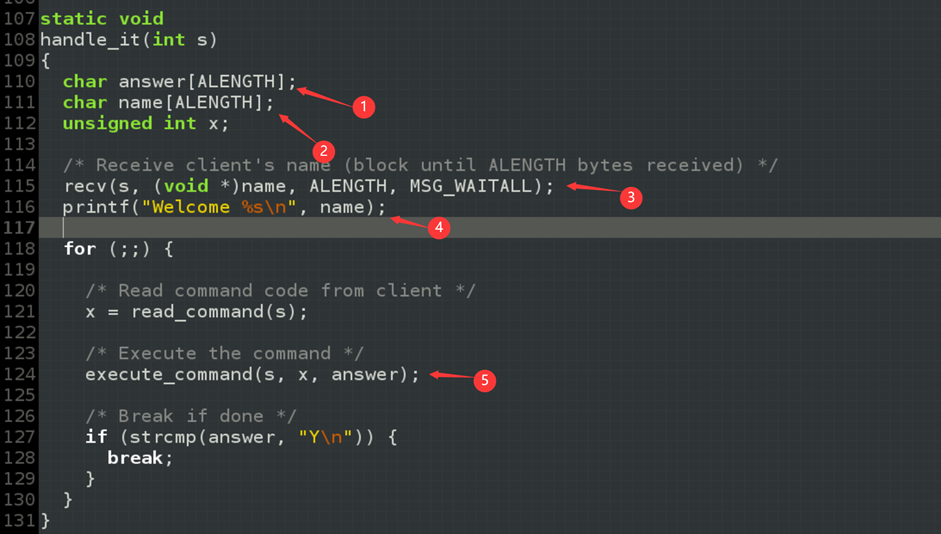 107 static void
108 handle_it(int s)
109 {
110   char answer[ALENGTH];
1
111   char name[ALENGTH];
112   unsigned int x;
2
113
114   /* Receive client's name (block until ALENGTH bytes received) */
115   recv(s, (void *)name, ALENGTH, MSG_WAITALL);
3
116   printf("Welcome %s\n", name);
4
117
118   for (;;) {
119
120     /* Read command code from client */
121     x = read_command(s);
122
123     /* Execute the command */
124     execute_command(s, x, answer);
5
125
126     /* Break if done */
127     if (strcmp(answer, "Y\n")) {
128       break;
129     }
130   }
131 }